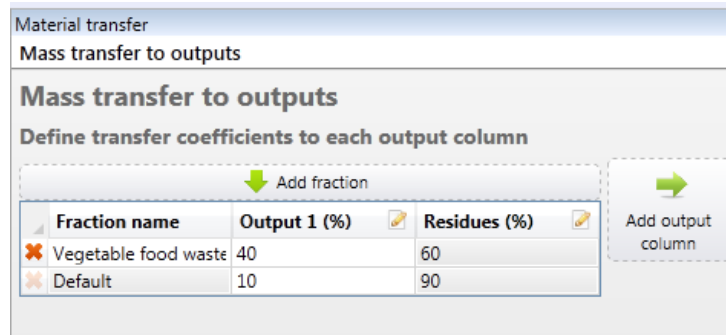 Material transfer
Mass transfer to outputs
Mass transfer to outputs
Define transfer coefficients to each output column
Add fraction
Add output
column
Fraction name Output 1 (%) Residues (%)
Vegetable food waste 40 60
Default 10 90